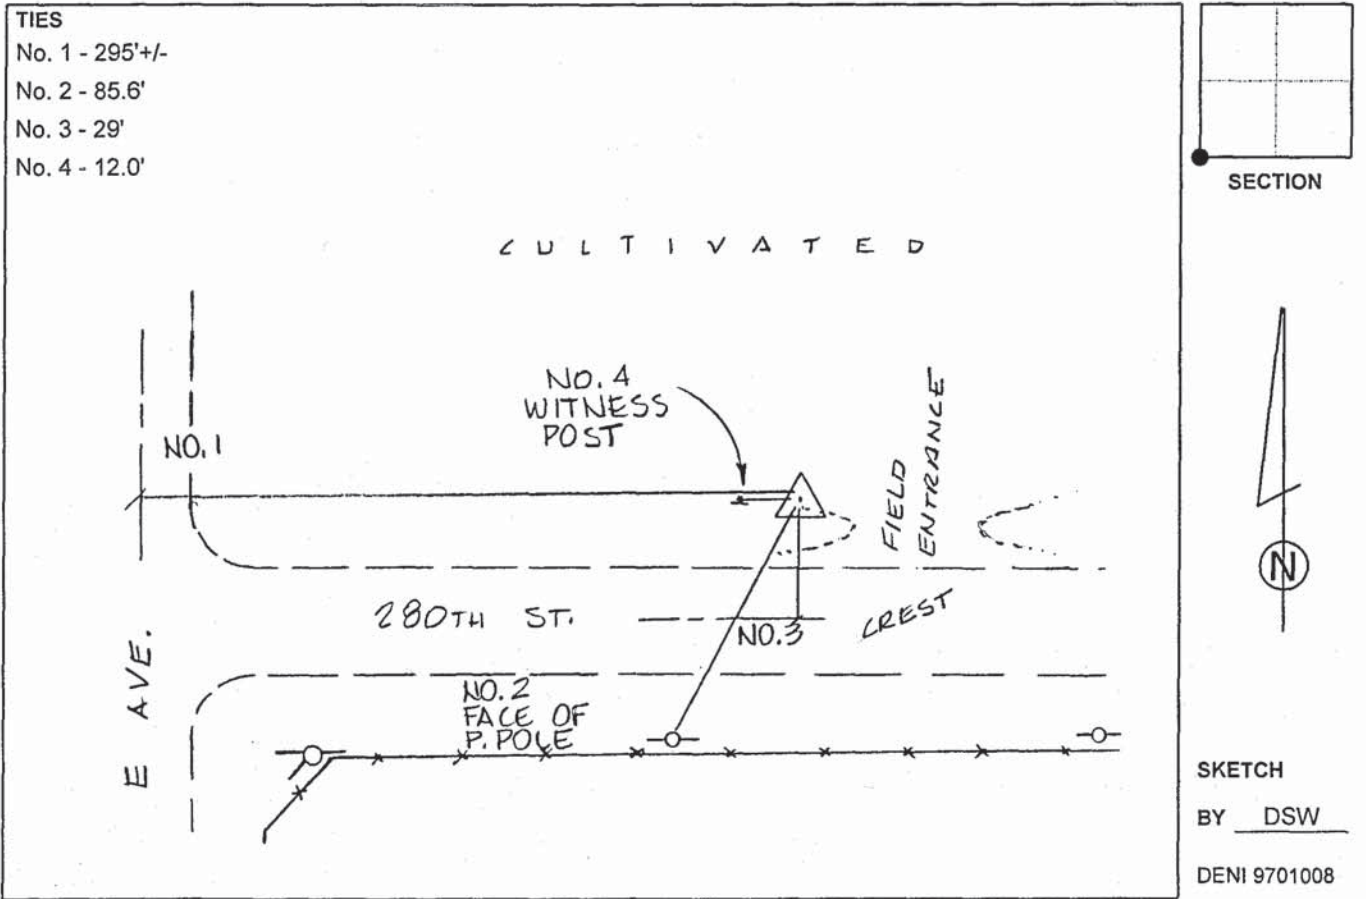 TIES
No. 1 - 295'+/-
No. 2 - 85.6'
No. 3 - 29'
No. 4 - 12.0'
SECTION
CULTIVATED
NO. 4
WITNESS
POST
FIELD
ENTRANCE
NO. 1
N
280TH ST.
NO. 3
CREST
E AVE.
NO. 2
FACE OF
P. POLE
SKETCH
BY DSW
DENI 9701008